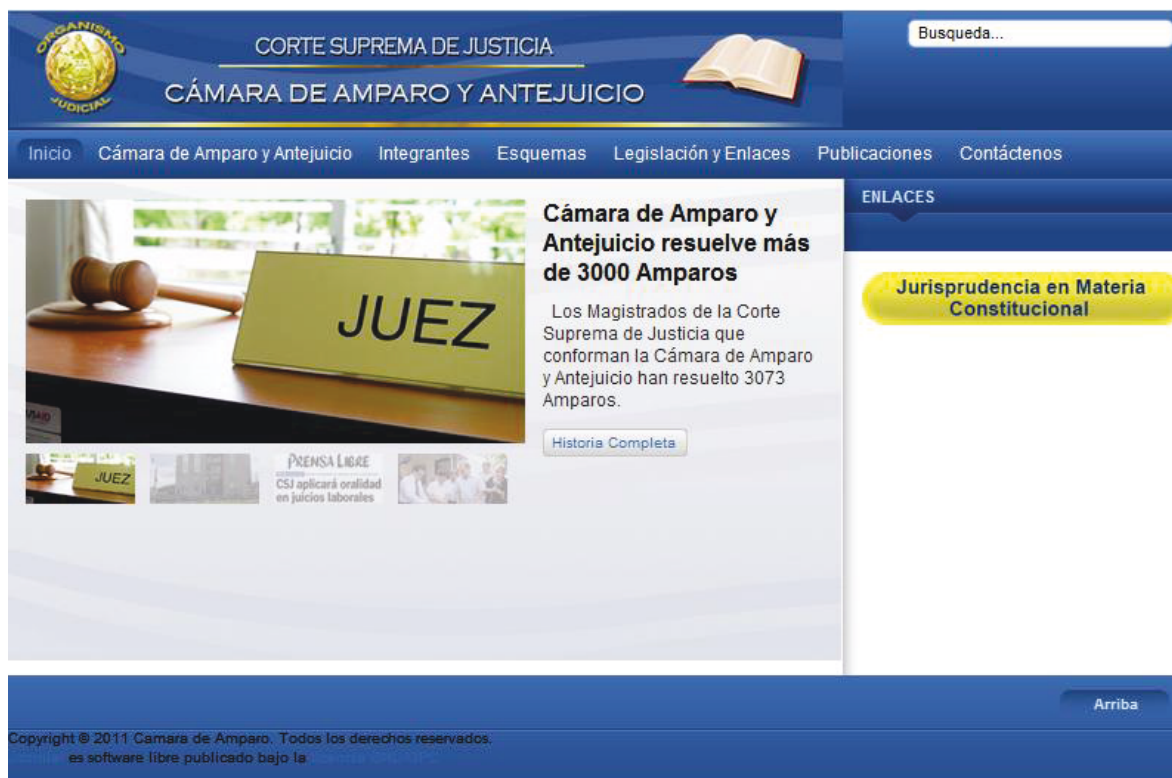 ORGANISMO
JUDICIAL
CORTE SUPREMA DE JUSTICIA
CÁMARA DE AMPARO Y ANTEJUICIO
Busqueda...
Inicio Cámara de Amparo y Antejuicio Integrantes Esquemas Legislación y Enlaces Publicaciones Contáctenos
ENLACES
JUEZ
Cámara de Amparo y
Antejuicio resuelve más
de 3000 Amparos
Los Magistrados de la Corte
Suprema de Justicia que
conforman la Cámara de Amparo
y Antejuicio han resuelto 3073
Amparos.
Historia Completa
Jurisprudencia en Materia
Constitucional
USAID
JUEZ
PRENSA LIBRE
CSJ aplicará oralidad
en juicios laborales
Arriba
Copyright © 2011 Camara de Amparo. Todos los derechos reservados.
es software libre publicado bajo la